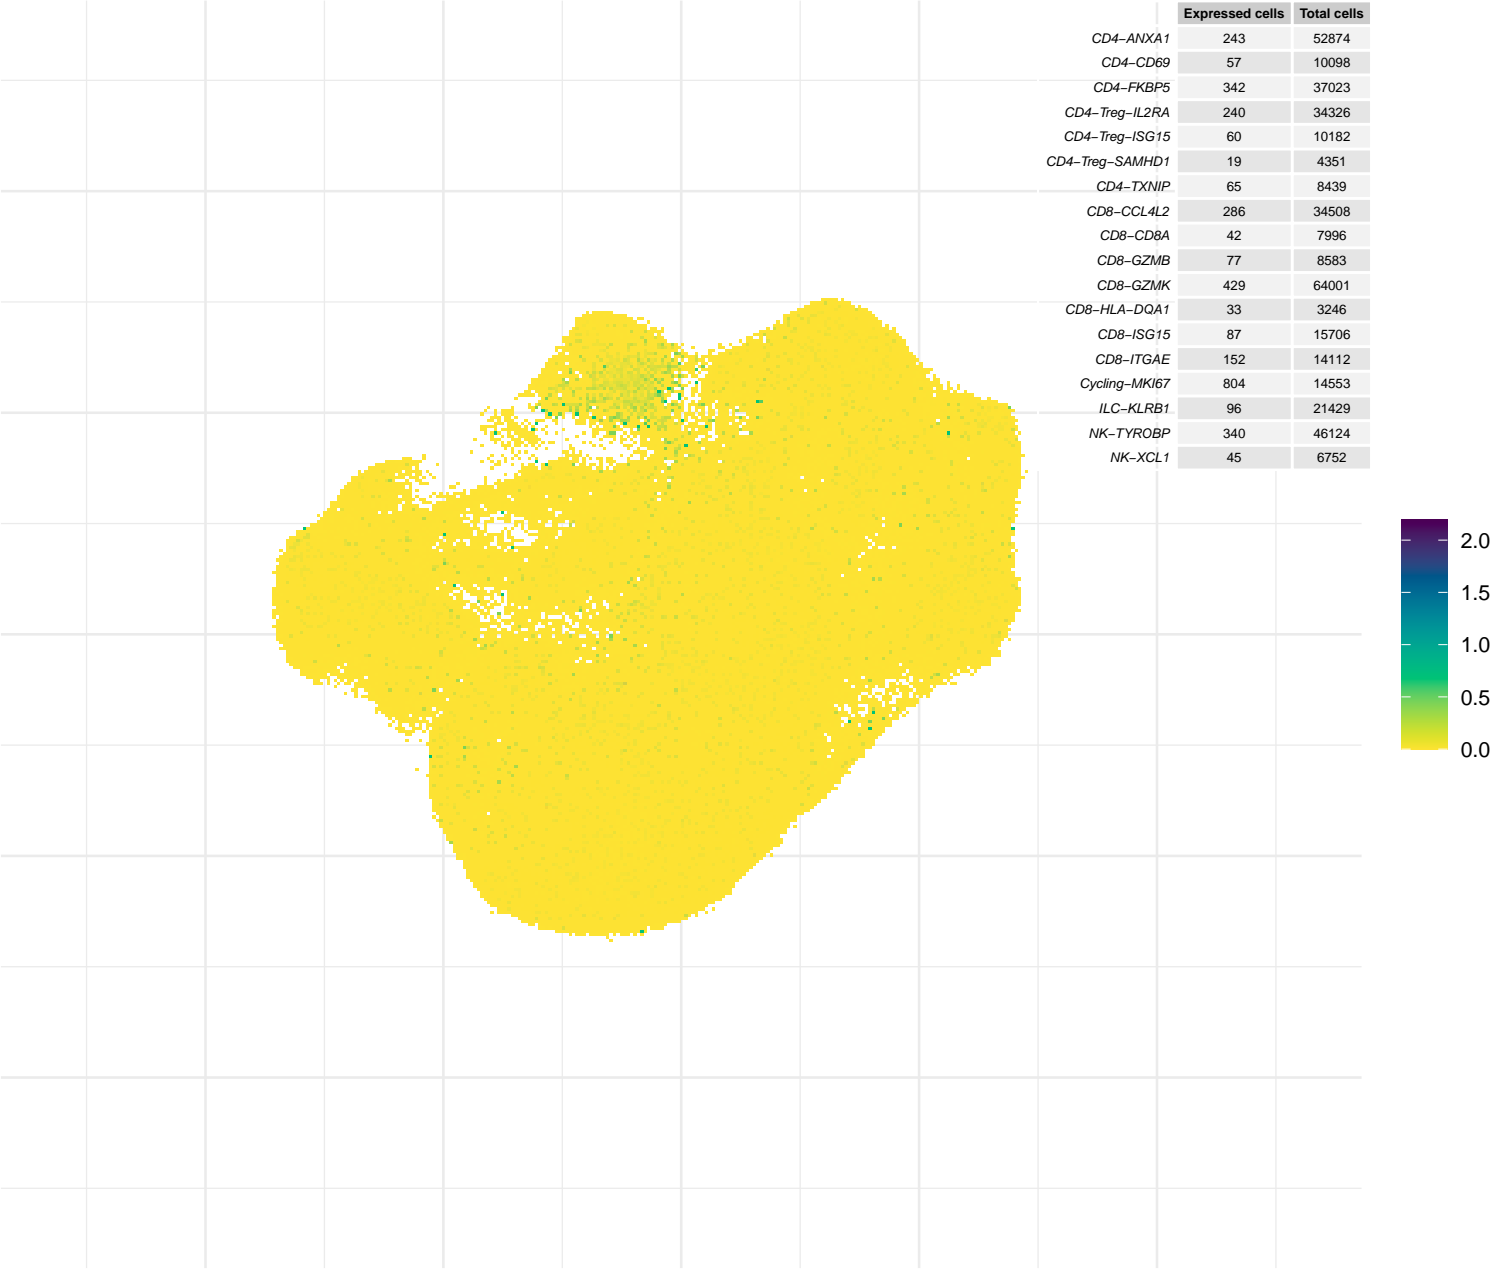 Expressed cells Total cells
CD4−ANXA1 243 52874
CD4−CD69 57 10098
CD4−FKBP5 342 37023
CD4−Treg−IL2RA 240 34326
CD4−Treg−ISG15 60 10182
CD4−Treg−SAMHD1 19 4351
CD4−TXNIP 65 8439
CD8−CCL4L2 286 34508
CD8−CD8A 42 7996
CD8−GZMB 77 8583
CD8−GZMK 429 64001
CD8−HLA−DQA1 33 3246
CD8−ISG15 87 15706
CD8−ITGAE 152 14112
Cycling−MKI67 804 14553
ILC−KLRB1 96 21429
NK−TYROBP 340 46124
NK−XCL1 45 6752
2.0
1.5
1.0
0.5
0.0